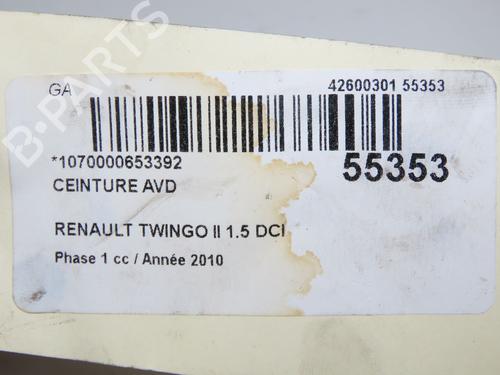 B-PARTS
GA
42600301 55353
*1070000653392
55353
CEINTURE AVD
RENAULT TWINGO II 1.5 DCI
Phase 1 cc / Année 2010